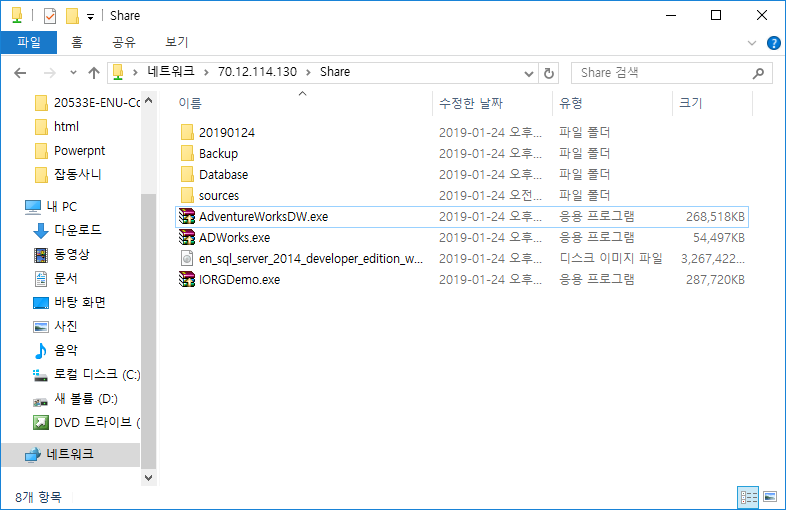 Share
파일 홈 공유 보기
네트워크 70.12.114.130 Share Share 검색
20533E-ENU-Co
html
Powerpnt
잡동사니
내 PC
다운로드
동영상
문서
바탕 화면
사진
음악
로컬 디스크 (C:)
새 볼륨 (D:)
DVD 드라이브 (
네트워크
이름 수정한 날짜 유형 크기
20190124 2019-01-24 오후... 파일 폴더
Backup 2019-01-24 오후... 파일 폴더
Database 2019-01-24 오후... 파일 폴더
sources 2019-01-24 오전... 파일 폴더
AdventureWorksDW.exe 2019-01-24 오후... 응용 프로그램 268,518KB
ADWorks.exe 2019-01-24 오후... 응용 프로그램 54,497KB
en_sql_server_2014_developer_edition_w... 2019-01-24 오후... 디스크 이미지 파일 3,267,422...
IORGDemo.exe 2019-01-24 오후... 응용 프로그램 287,720KB
8개 항목